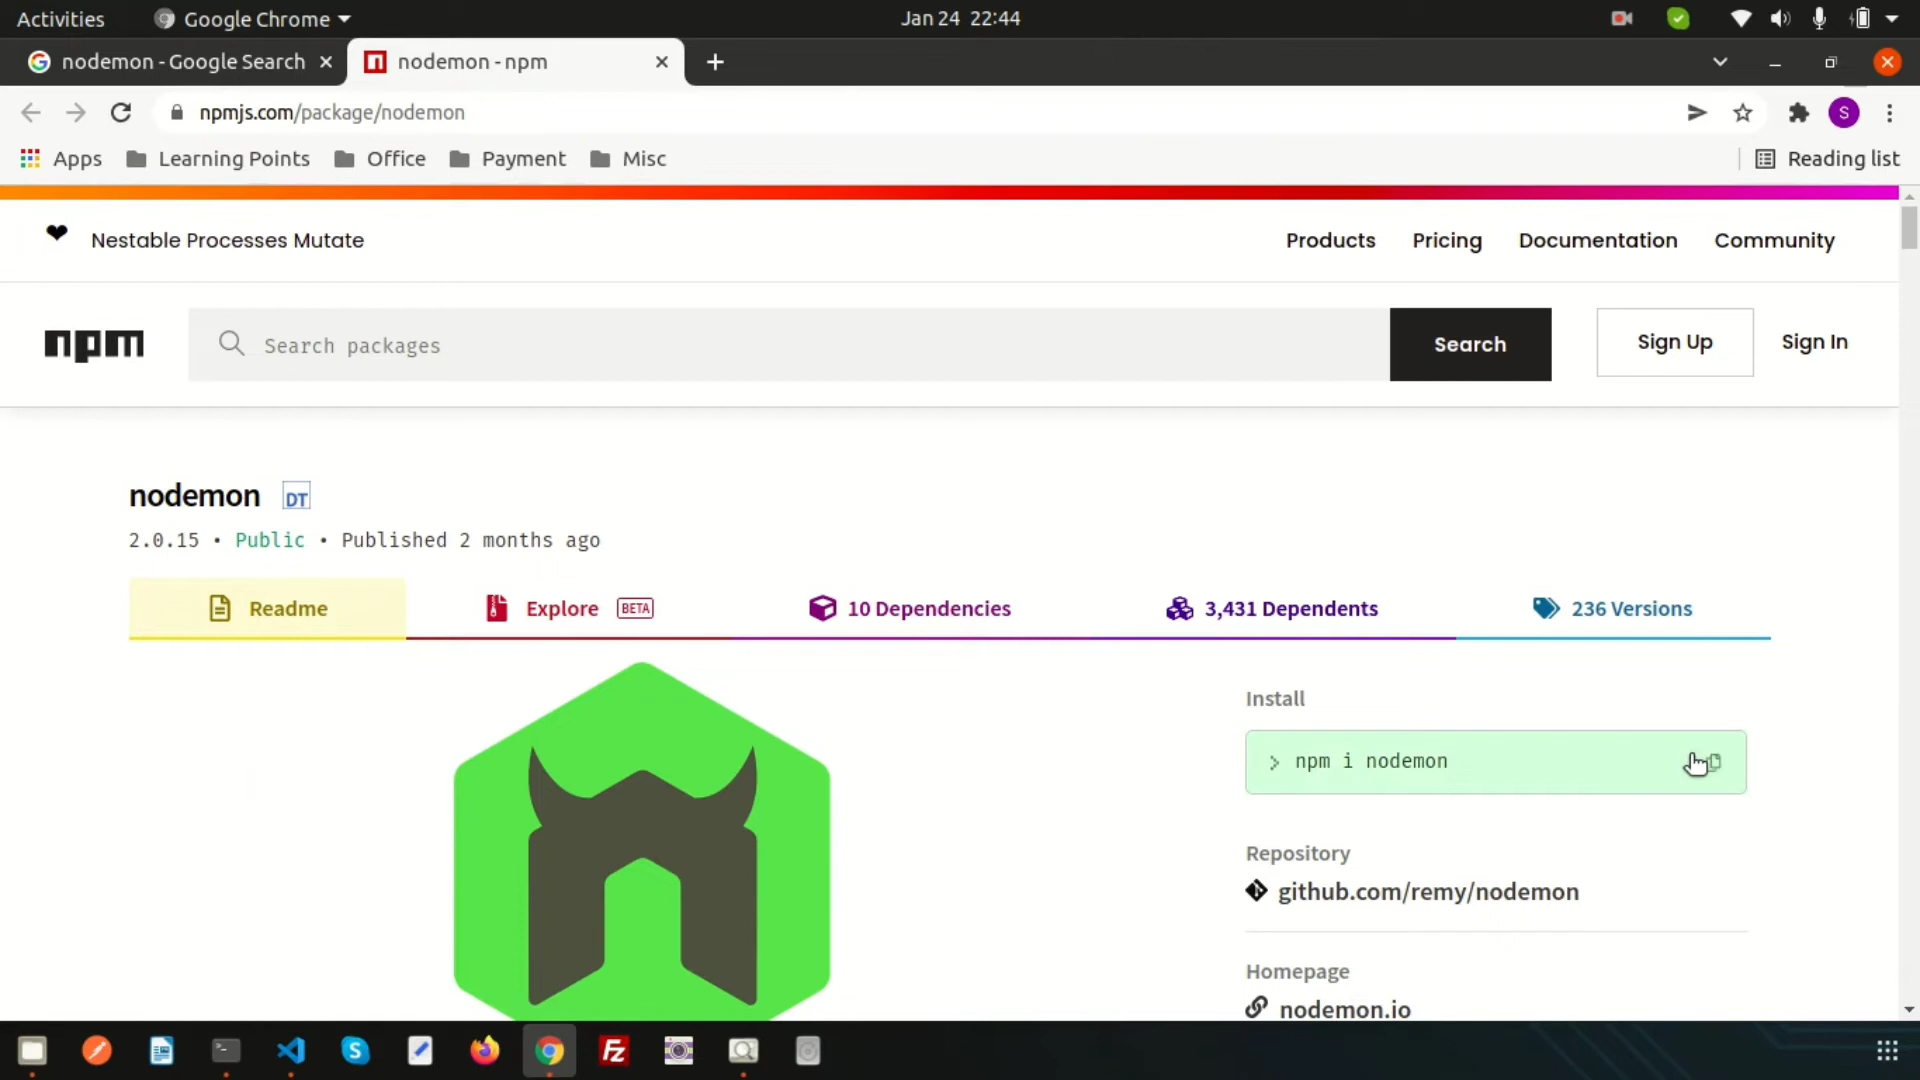 Activities
Google Chrome
Jan 24 22:44
nodemon - Google Search
nodemon - npm
npmjs.com/package/nodemon
S
Apps
Learning Points
Office
Payment
Misc
Reading list
❤ Nestable Processes Mutate
Products
Pricing
Documentation
Community
npm
Search packages
Search
Sign Up
Sign In
nodemon DT
2.0.15 • Public • Published 2 months ago
Readme
Explore BETA
10 Dependencies
3,431 Dependents
236 Versions
Install
> npm i nodemon
Repository
github.com/remy/nodemon
Homepage
nodemon.io